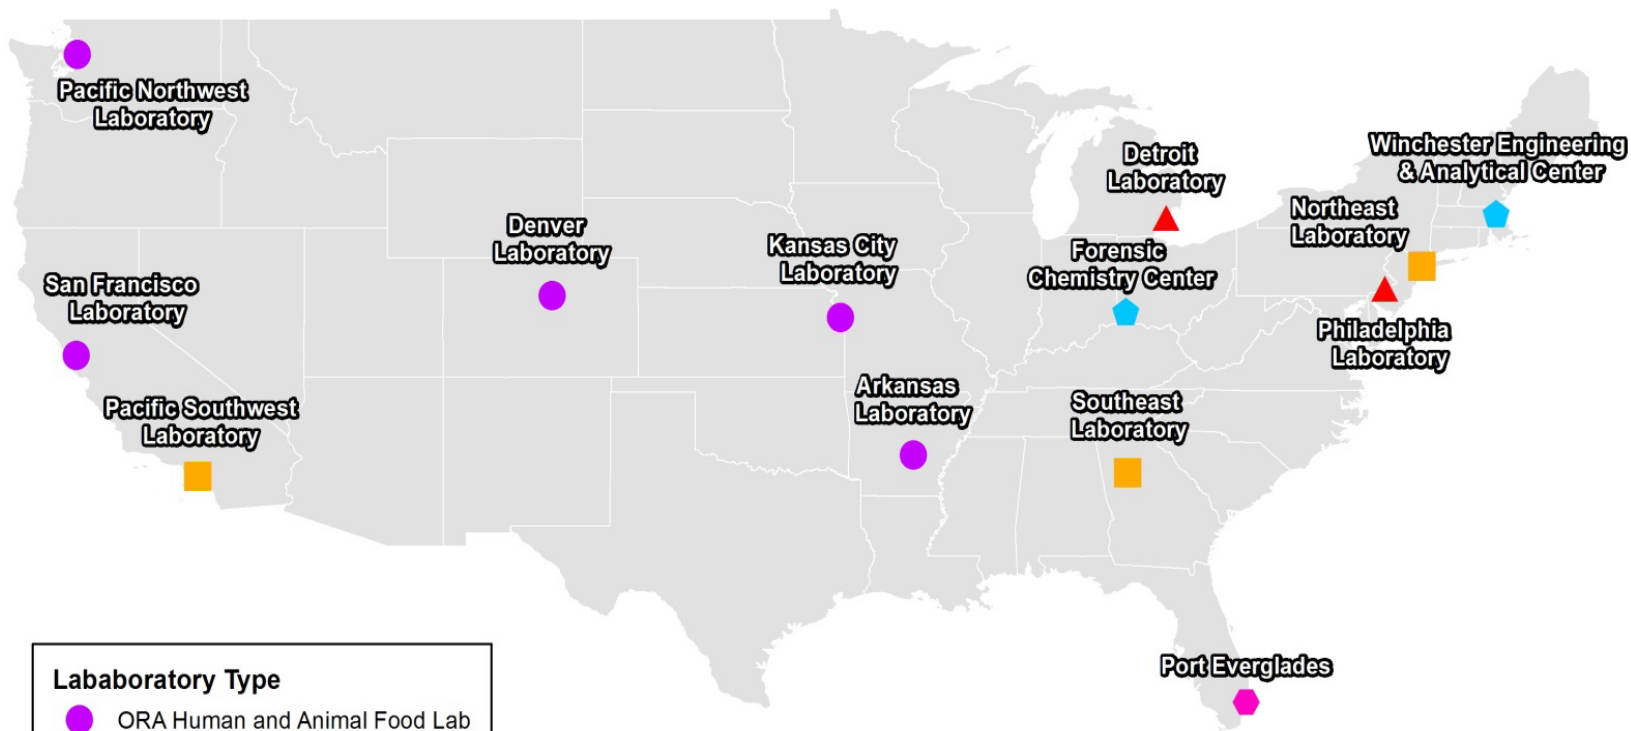 Pacific Northwest
Laboratory
Detroit
Laboratory
Winchester Engineering
& Analytical Center
Northeast
Laboratory
Denver
Laboratory
Kansas City
Laboratory
Forensic
Chemistry Center
San Francisco
Laboratory
Philadelphia
Laboratory
Arkansas
Laboratory
Southeast
Laboratory
Pacific Southwest
Laboratory
Port Everglades
Lababoratory Type
ORA Human and Animal Food Lab